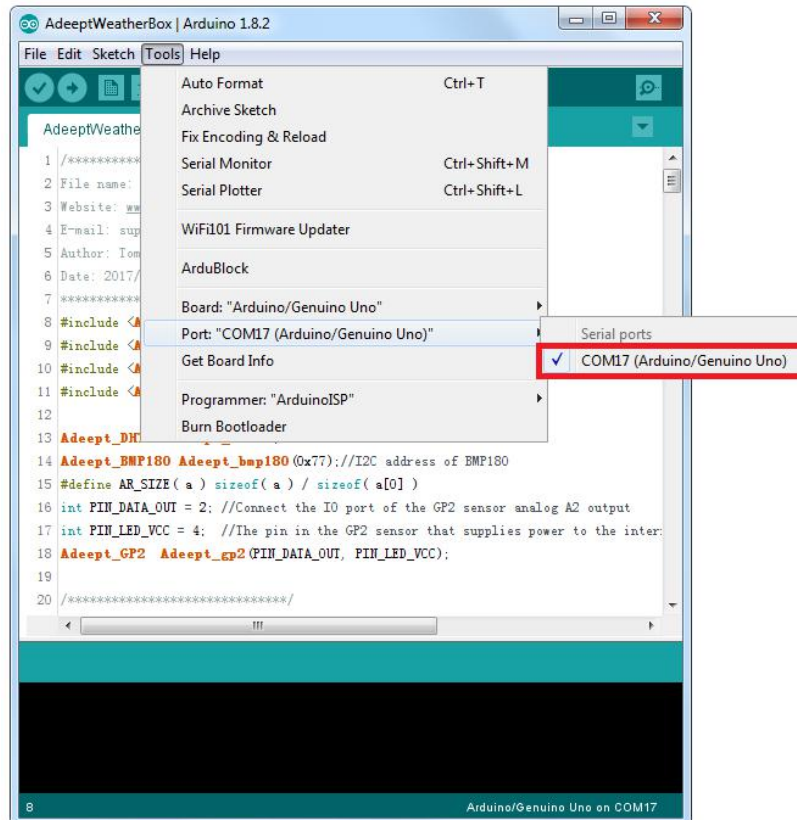 AdeeptWeatherBox | Arduino 1.8.2
File Edit Sketch Tools Help
Auto Format Ctrl+T
Archive Sketch
Fix Encoding & Reload
Serial Monitor Ctrl+Shift+M
Serial Plotter Ctrl+Shift+L
WiFi101 Firmware Updater
ArduBlock
Board: "Arduino/Genuino Uno"
Port: "COM17 (Arduino/Genuino Uno)"
Get Board Info
Programmer: "ArduinoISP"
Burn Bootloader
Serial ports
✓ COM17 (Arduino/Genuino Uno)
AdeeptWeathe
1 /**********
2 File name:
3 Website: ww
4 E-mail: sup
5 Author: Tom
6 Date: 2017/
7 ***********
8 #include <A
9 #include <A
10 #include <A
11 #include <A
12
13 Adeept_DH
14 Adeept_BMP180 Adeept_bmp180(0x77);//I2C address of BMP180
15 #define AR_SIZE( a ) sizeof( a ) / sizeof( a[0] )
16 int PIN_DATA_OUT = 2; //Connect the IO port of the GP2 sensor analog A2 output
17 int PIN_LED_VCC = 4; //The pin in the GP2 sensor that supplies power to the inter
18 Adeept_GP2 Adeept_gp2(PIN_DATA_OUT, PIN_LED_VCC);
19
20 /******************************/
8 Arduino/Genuino Uno on COM17